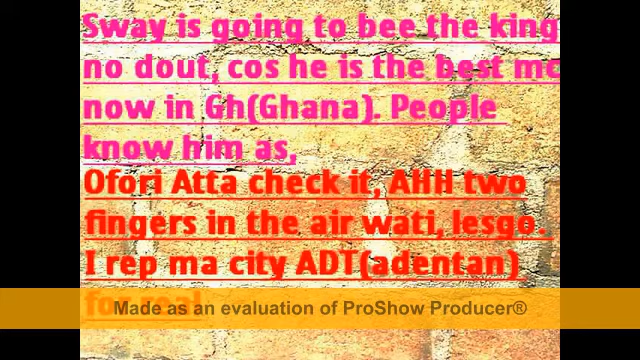 Sway is going to bee the king
no dout, cos he is the best mc
now in Gh(Ghana). People
know him as,
Ofori Atta check it, AHH two
fingers in the air wati, lesgo.
I rep ma city ADT(adentan)
for real
Made as an evaluation of ProShow Producer®